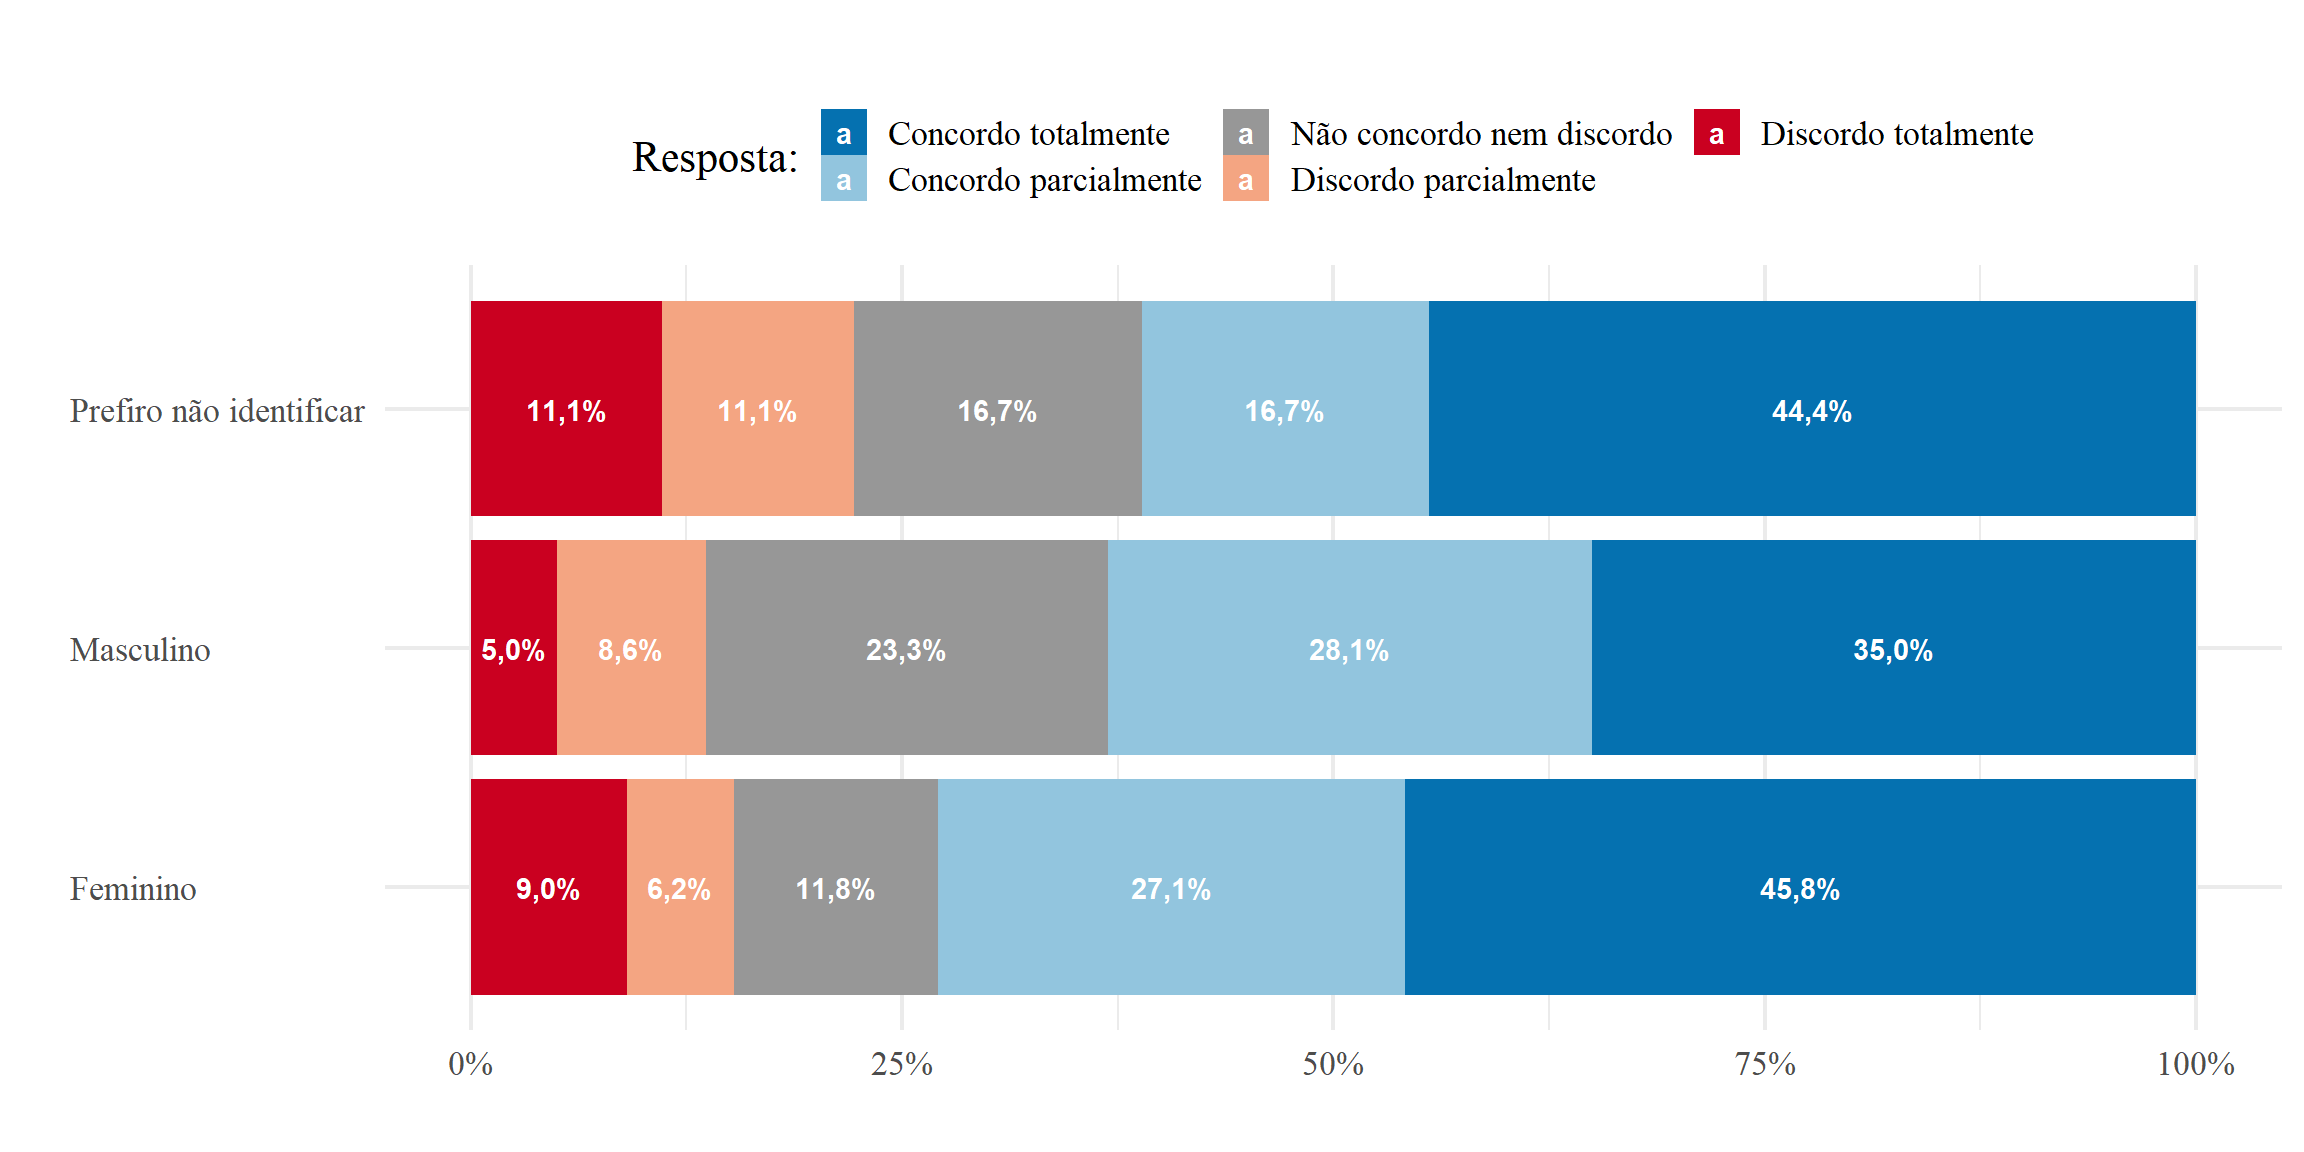 Resposta:
a Concordo totalmente a Não concordo nem discordo a Discordo totalmente
a Concordo parcialmente a Discordo parcialmente
Prefiro não identificar 11,1% 11,1% 16,7% 16,7% 44,4%
Masculino 5,0% 8,6% 23,3% 28,1% 35,0%
Feminino 9,0% 6,2% 11,8% 27,1% 45,8%
0% 25% 50% 75% 100%